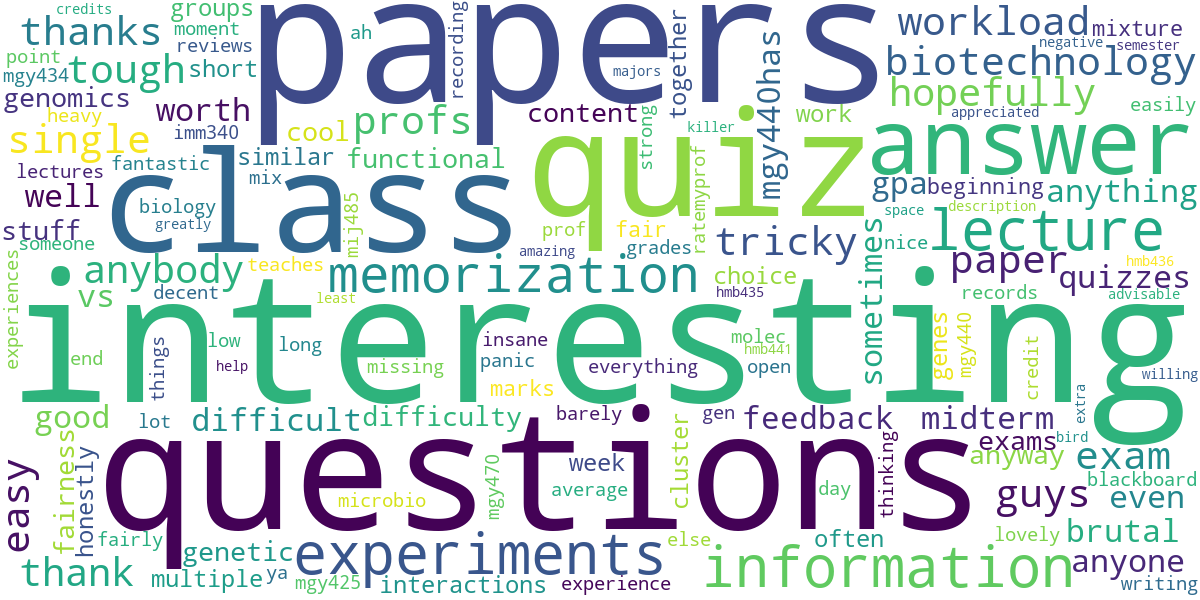 credits
thanks
point
mgy434
tough
groups
moment
reviews
short
ah
papers
recording
majors
together
mgy440has
workload
mixture
negative
semester
biotechnology
hopefully
easily
appreciated
genomics
heavy
worth
imm340
single
cool
profs
content
strong
killer
work
answer
lectures
fantastic
similar
mix
functional
class
quiz
ratemyprof
gpa
beginning
anything
well
biology
greatly
mij485
prof
fair
grades
amazing
tricky
space
description
nice
lecture
stuff
someone
experiences
anybody
teaches
vs
decent
memorization
choice
hmb435
sometimes
paper
hmb436
quizzes
records
advisable
interesting
least
end
things
low
help
long
missing
insane
panic
marks
everything
molec
hmb441
open
genes
mgy440
credit
willing
good
lot
difficult
difficulty
barely
gen
feedback
midterm
extra
bird
exams
anyway
exam
blackboard
questions
easy
fairness
honestly
microbio
mgy470
week
average
cluster
day
thinking
guys
even
fairly
thank
genetic
multiple
ya
mgy425
experiments
interactions
experience
else
information
often
lovely
brutal
anyone
writing